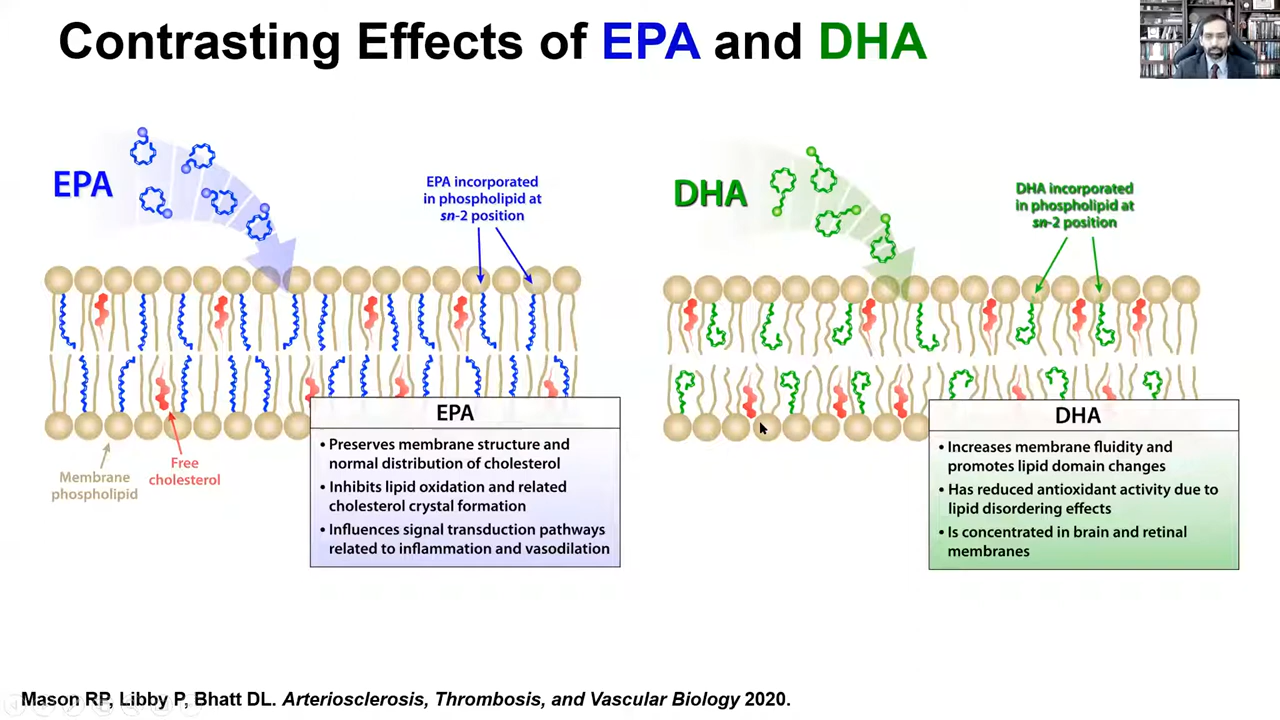 Contrasting Effects of EPA and DHA
EPA
EPA incorporated
in phospholipid at
sn-2 position
Membrane
phospholipid
Free
cholesterol
EPA
• Preserves membrane structure and
normal distribution of cholesterol
• Inhibits lipid oxidation and related
cholesterol crystal formation
• Influences signal transduction pathways
related to inflammation and vasodilation
DHA
DHA incorporated
in phospholipid at
sn-2 position
DHA
• Increases membrane fluidity and
promotes lipid domain changes
• Has reduced antioxidant activity due to
lipid disordering effects
• Is concentrated in brain and retinal
membranes
Mason RP, Libby P, Bhatt DL. Arteriosclerosis, Thrombosis, and Vascular Biology 2020.